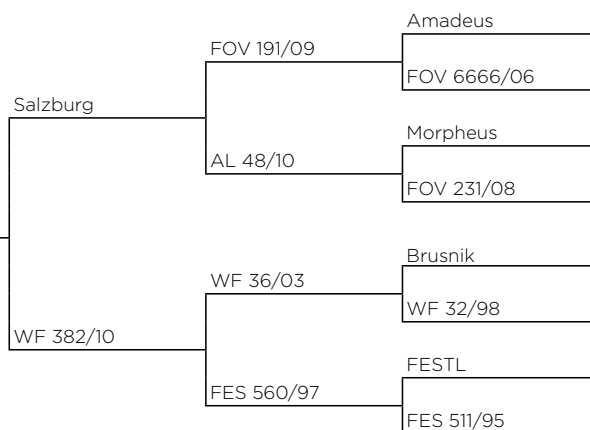 Amadeus
FOV 191/09
FOV 6666/06
Salzburg
Morpheus
AL 48/10
FOV 231/08
Brusnik
WF 36/03
WF 32/98
WF 382/10
FESTL
FES 560/97
FES 511/95